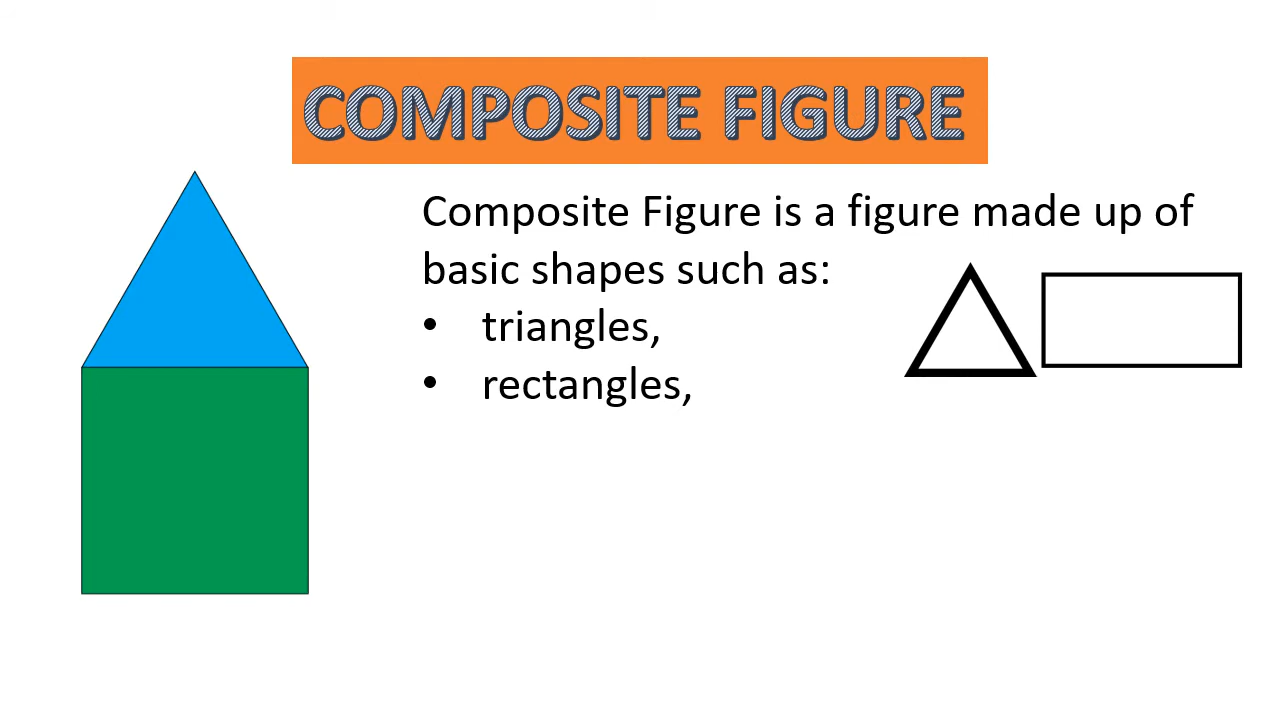 COMPOSITE FIGURE
Composite Figure is a figure made up of
basic shapes such as:
• triangles,
• rectangles,